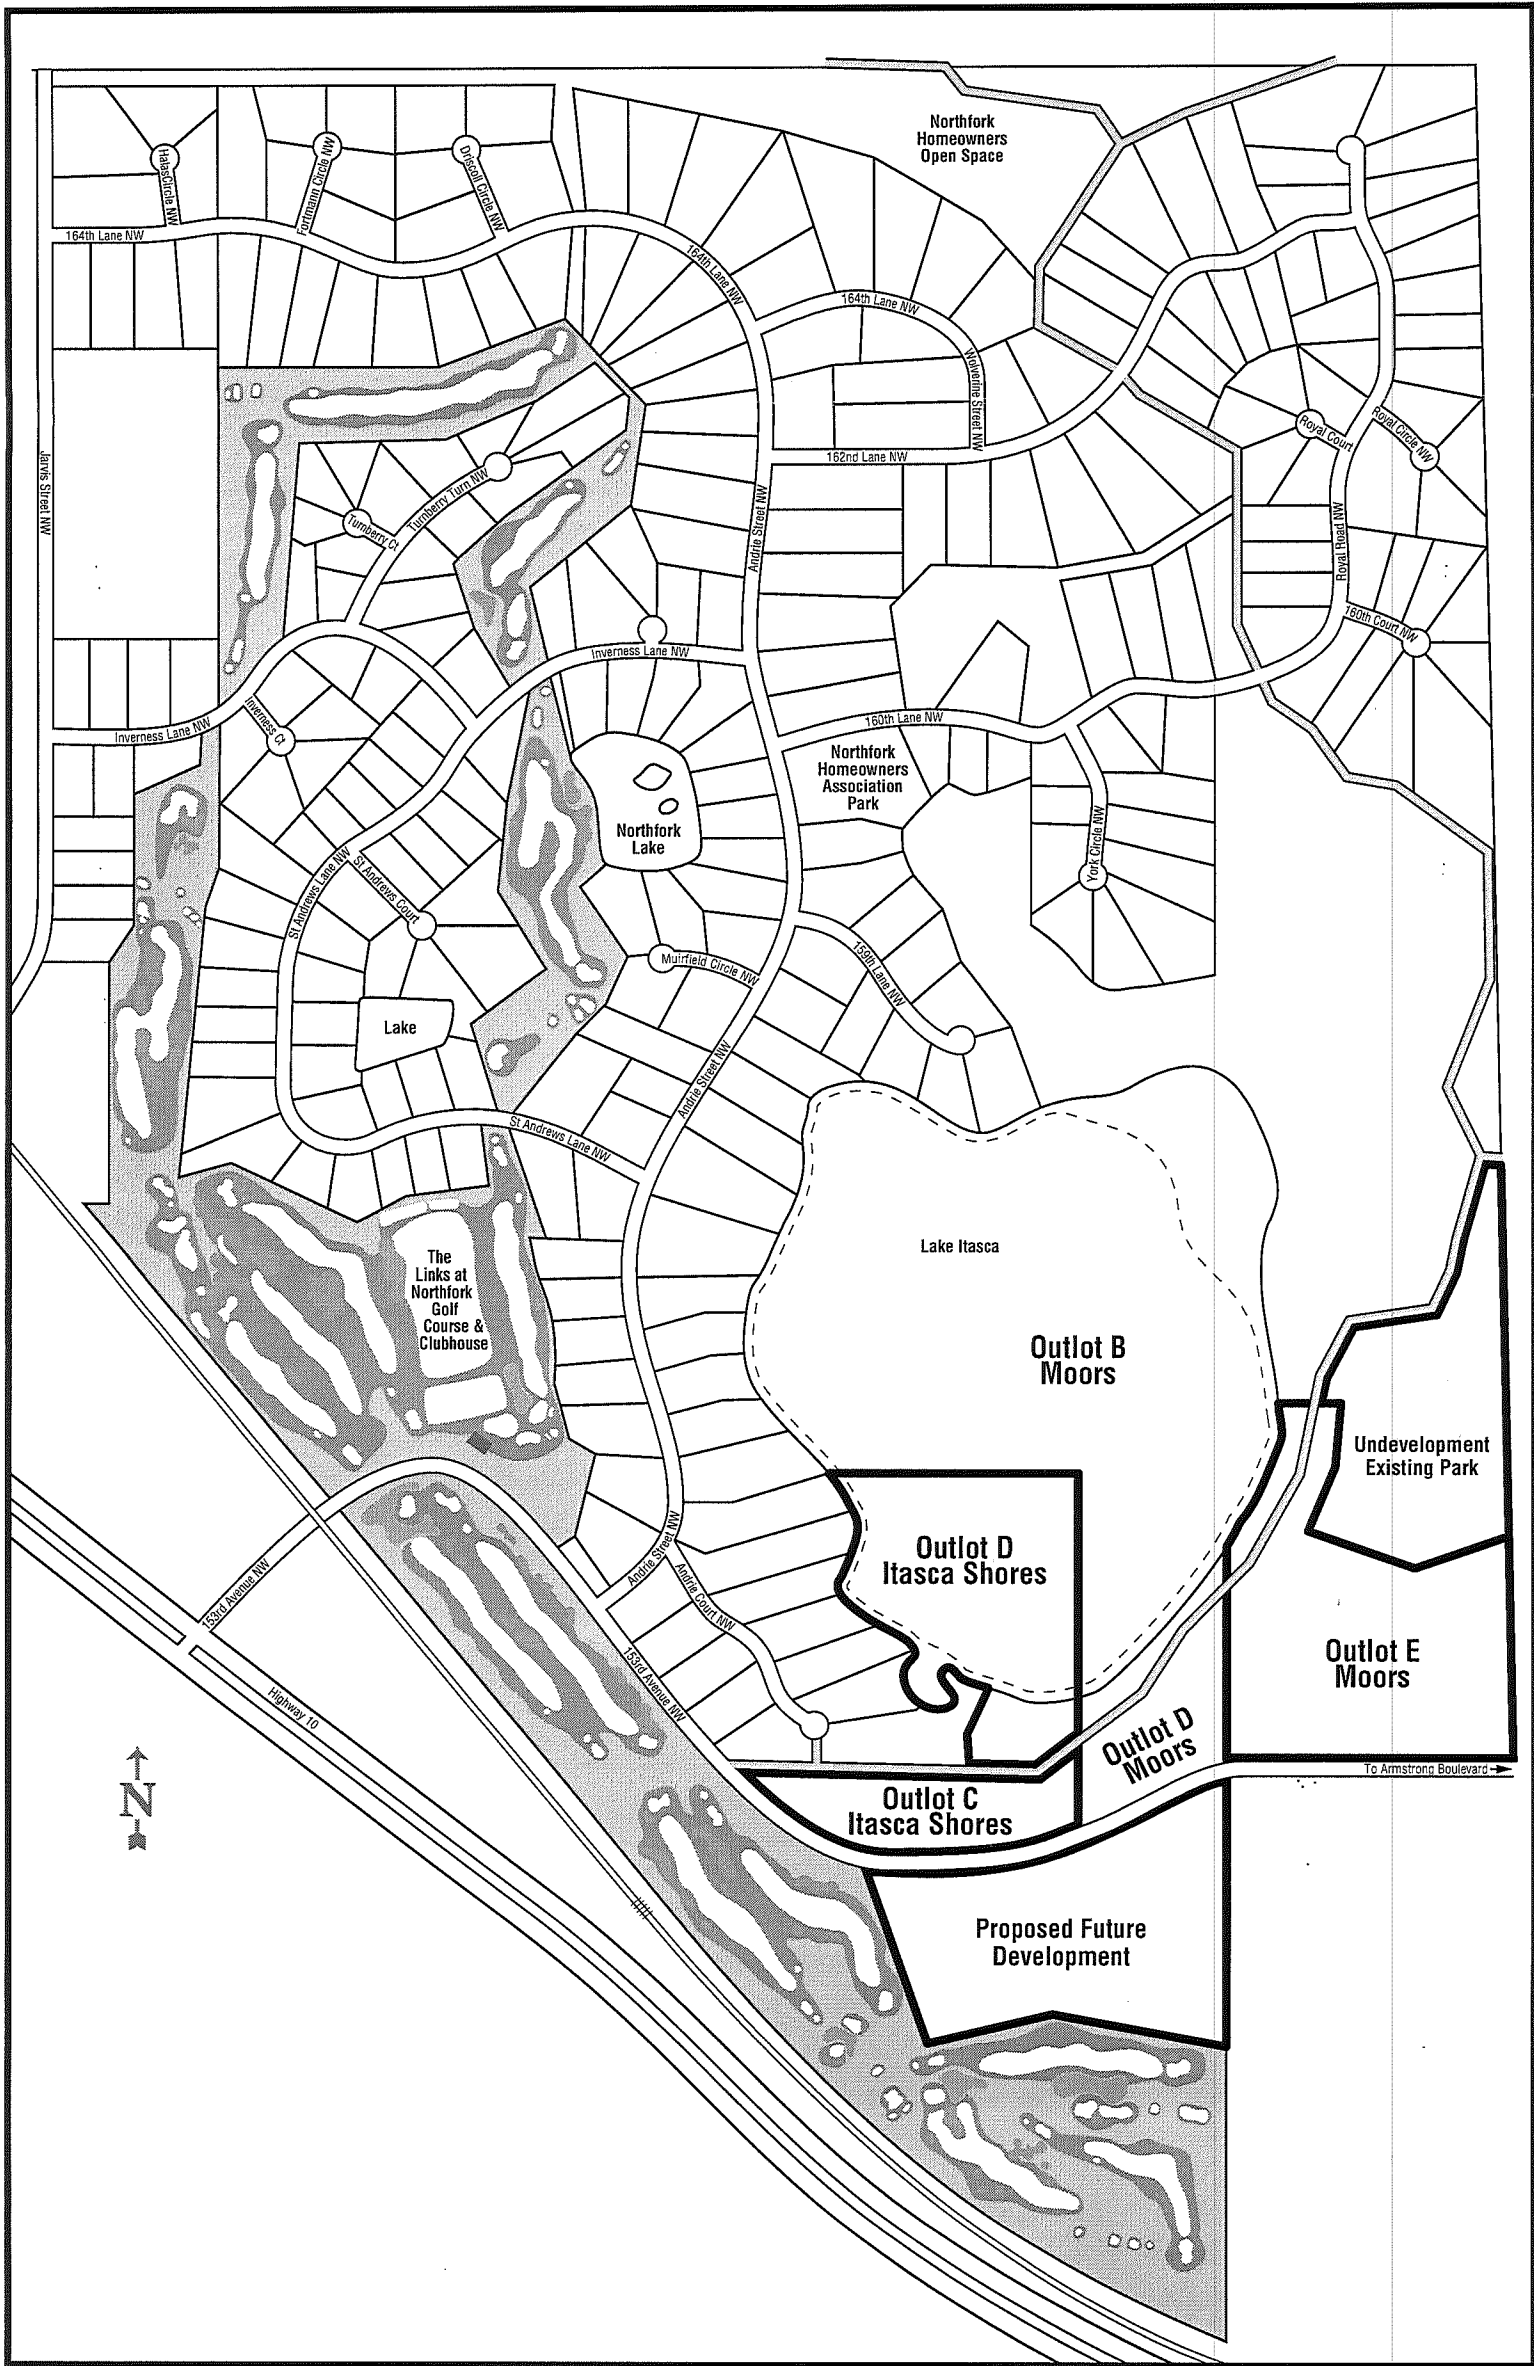 Northfork
Homeowners
Open Space
HalasCircle NW
Fortmann Circle NW
Driscoll Circle NW
164th Lane NW
164th Lane NW
164th Lane NW
Wolverine Street NW
Royal Court
Royal Circle NW
162nd Lane NW
Jarvis Street NW
Turnberry Turn NW
Turnberry Ct
Andrie Street NW
Royal Road NW
160th Court NW
Inverness Lane NW
Inverness Lane NW
Inverness Ct
160th Lane NW
Northfork
Homeowners
Association
Park
Northfork
Lake
York Circle NW
St Andrews Lane NW
St Andrews Court
Muirfield Circle NW
159th Lane NW
Lake
Andrie Street NW
St Andrews Lane NW
Lake Itasca
The
Links at
Northfork
Golf
Course &
Clubhouse
Outlot B
Moors
Undevelopment
Existing Park
Outlot D
Itasca Shores
Andrie Street NW
Andrie Court NW
153rd Avenue NW
153rd Avenue NW
Outlot E
Moors
Highway 10
Outlot D
Moors
To Armstrong Boulevard
N
Outlot C
Itasca Shores
Proposed Future
Development